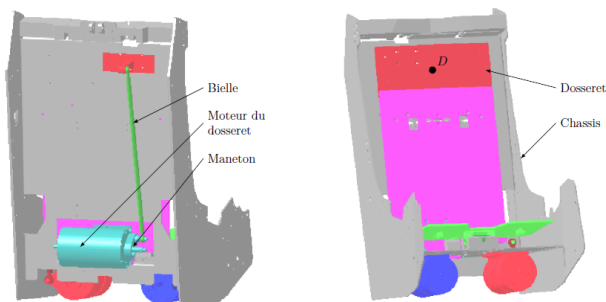 Bielle
Moteur du
dosseret
Maneton
D
Dosseret
Chassis